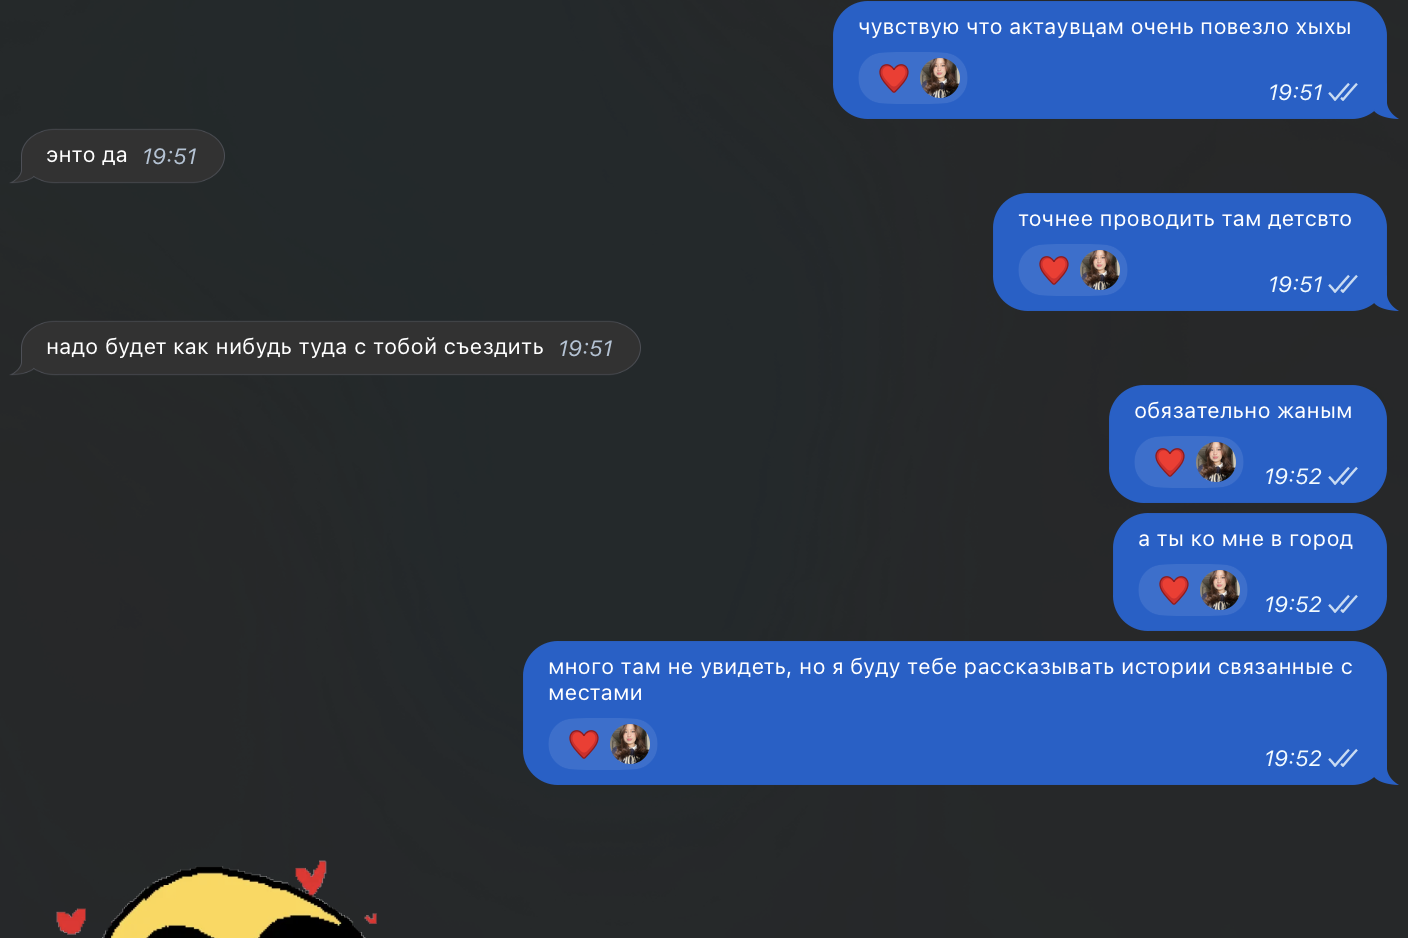 чувствую что актаувцам очень повезло хыхы
19:51
энто да 19:51
точнее проводить там детсвто
19:51
надо будет как нибудь туда с тобой съездить 19:51
обязательно жаным
19:52
а ты ко мне в город
19:52
много там не увидеть, но я буду тебе рассказывать истории связанные с
местами
19:52